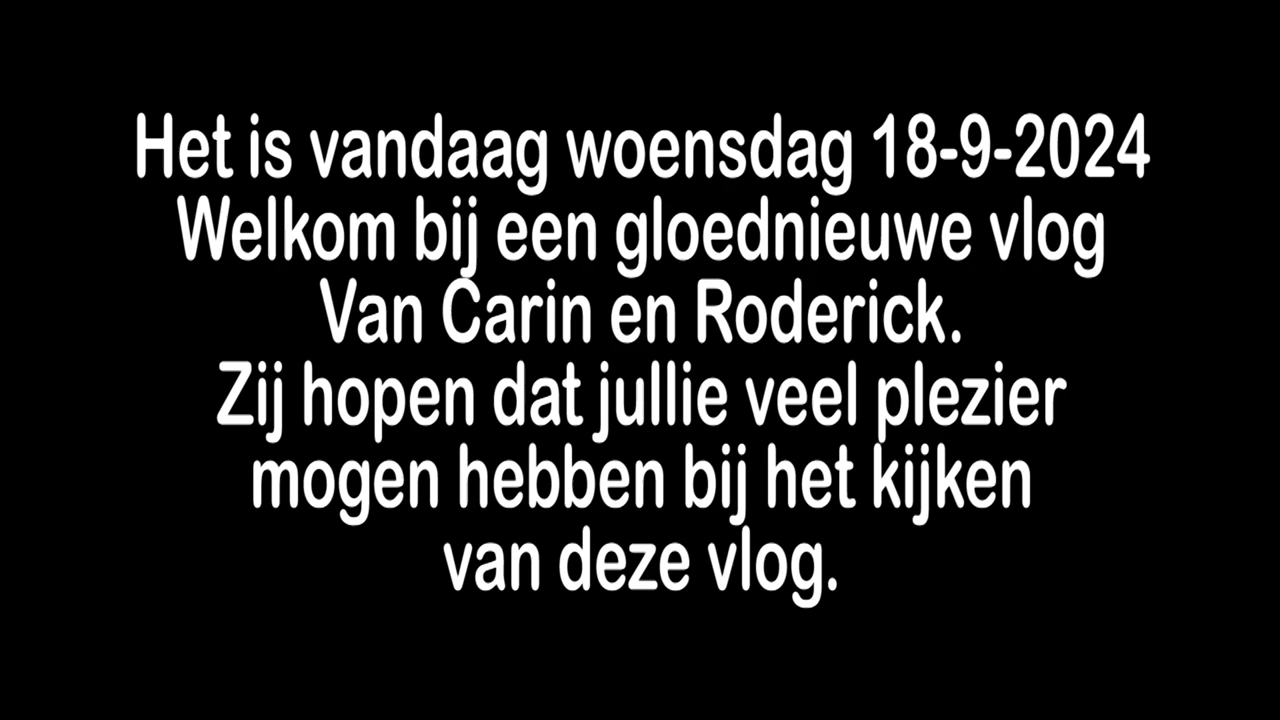 Het is vandaag woensdag 18-9-2024
Welkom bij een gloednieuwe vlog
Van Carin en Roderick.
Zij hopen dat jullie veel plezier
mogen hebben bij het kijken
van deze vlog.